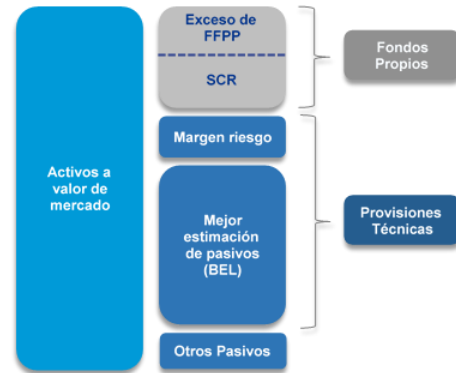 Activos a
valor de
mercado
Exceso de
FFPP
SCR
Margen riesgo
Mejor
estimación
de pasivos
(BEL)
Otros Pasivos
Fondos
Propios
Provisiones
Técnicas